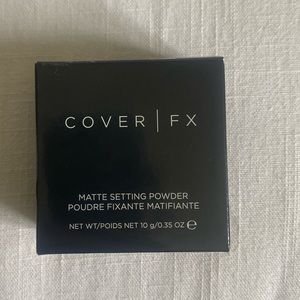 COVER | FX
MATTE SETTING POWDER
POUDRE FIXANTE MATIFIANTE
NET WT/POIDS NET 10 g/0.35 OZ ℮